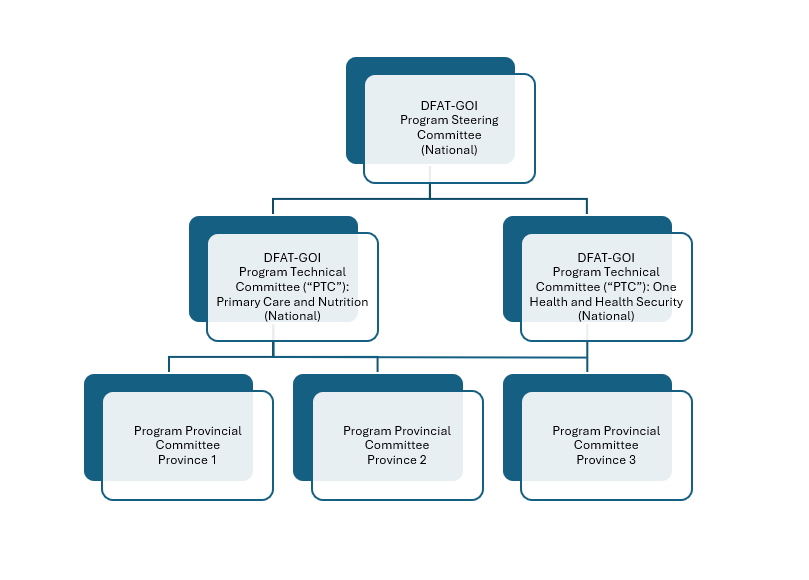 DFAT-GOI
Program Steering
Committee
(National)
DFAT-GOI
Program Technical
Committee (“PTC”):
Primary Care and Nutrition
(National)
DFAT-GOI
Program Technical
Committee (“PTC”): One
Health and Health Security
(National)
Program Provincial
Committee
Province 1
Program Provincial
Committee
Province 2
Program Provincial
Committee
Province 3